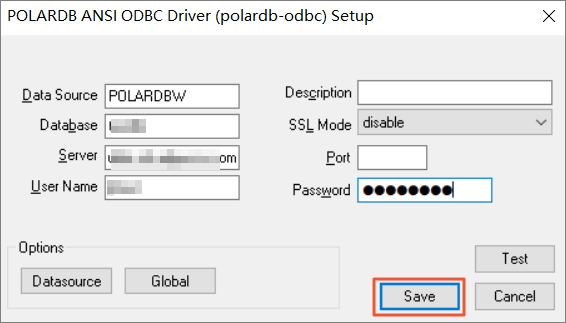 POLARDB ANSI ODBC Driver (polardb-odbc) Setup
Data Source POLARDBW
Description
Database
SSL Mode disable
Server om
Port
User Name
Password ●●●●●●●●
Options
Datasource Global
Test
Save Cancel